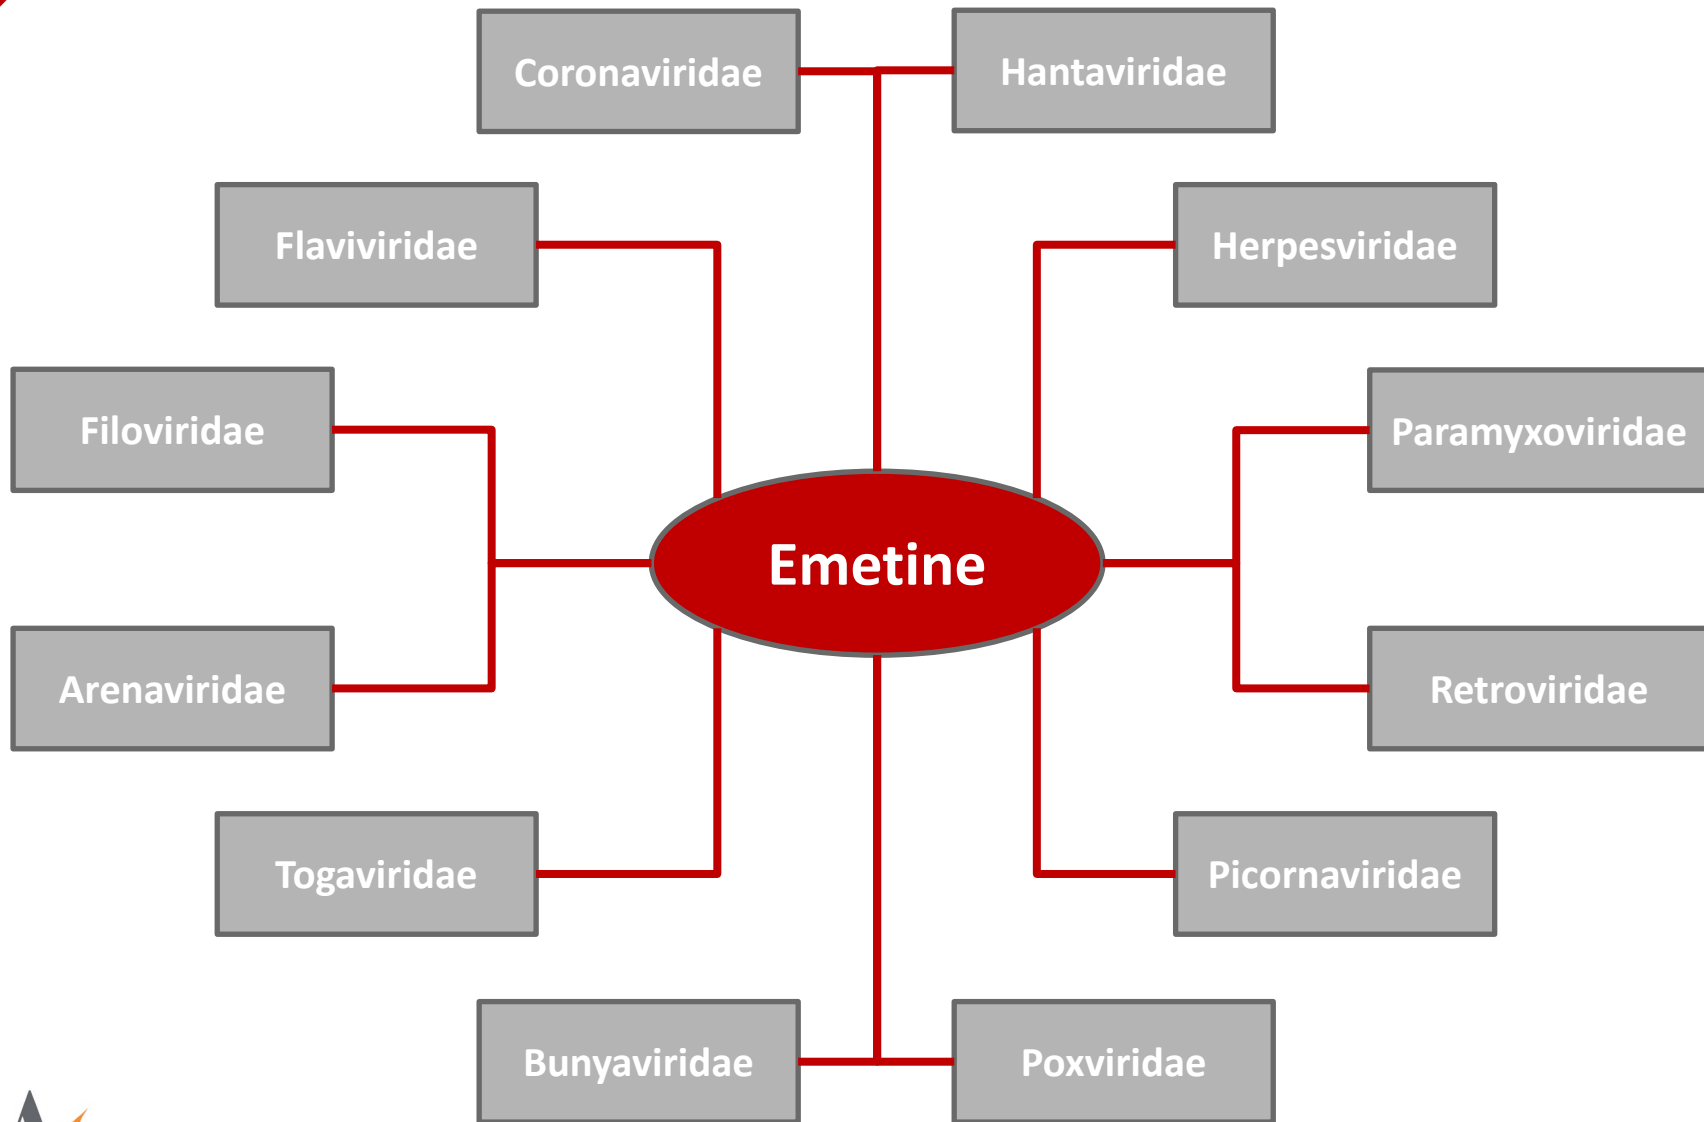 Coronaviridae
Hantaviridae
Flaviviridae
Herpesviridae
Filoviridae
Paramyxoviridae
Emetine
Arenaviridae
Retroviridae
Togaviridae
Picornaviridae
Bunyaviridae
Poxviridae